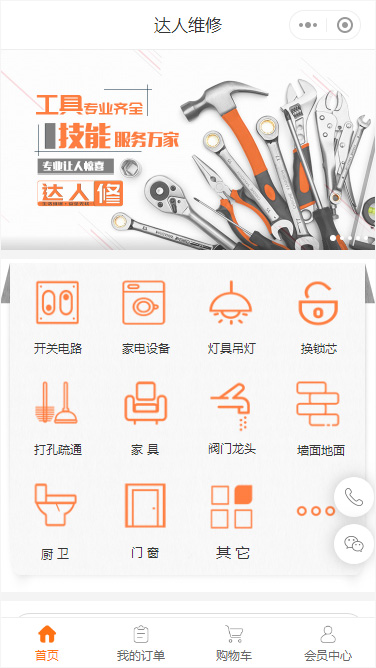 达人维修
工具专业齐全
技能服务万家
专业让人惊喜
达人修
开关电路
家电设备
灯具吊灯
换锁芯
打孔疏通
家 具
阀门龙头
墙面地面
厨 卫
门 窗
其 它
首页
我的订单
购物车
会员中心